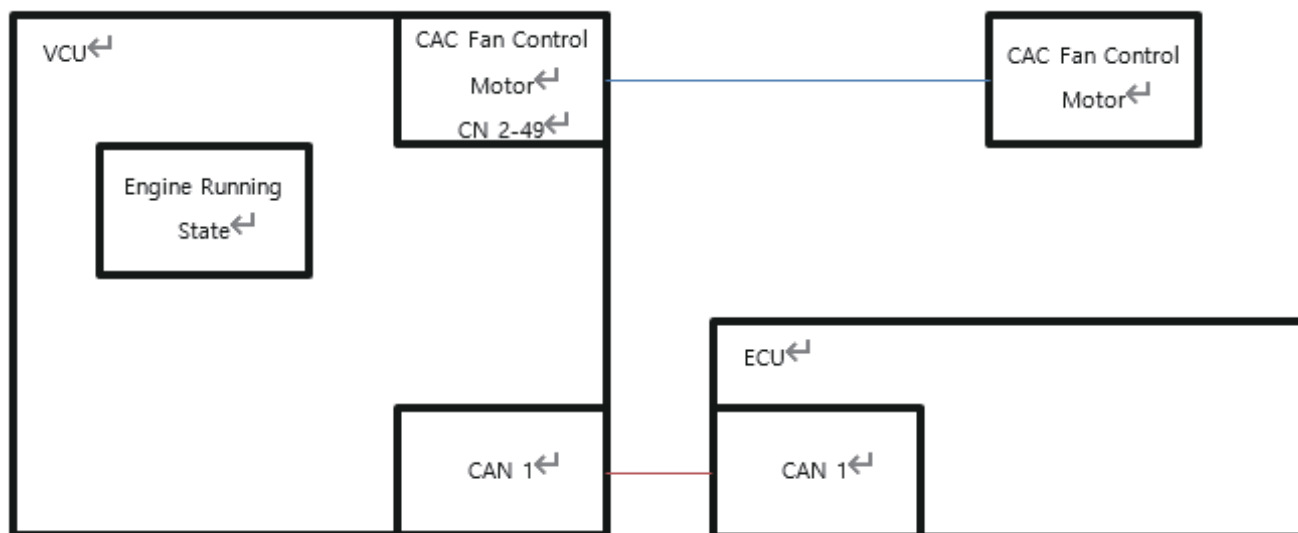 VCU↵
CAC Fan Control
Motor↵
CN 2-49↵
CAC Fan Control
Motor↵
Engine Running
State↵
ECU↵
CAN 1↵
CAN 1↵